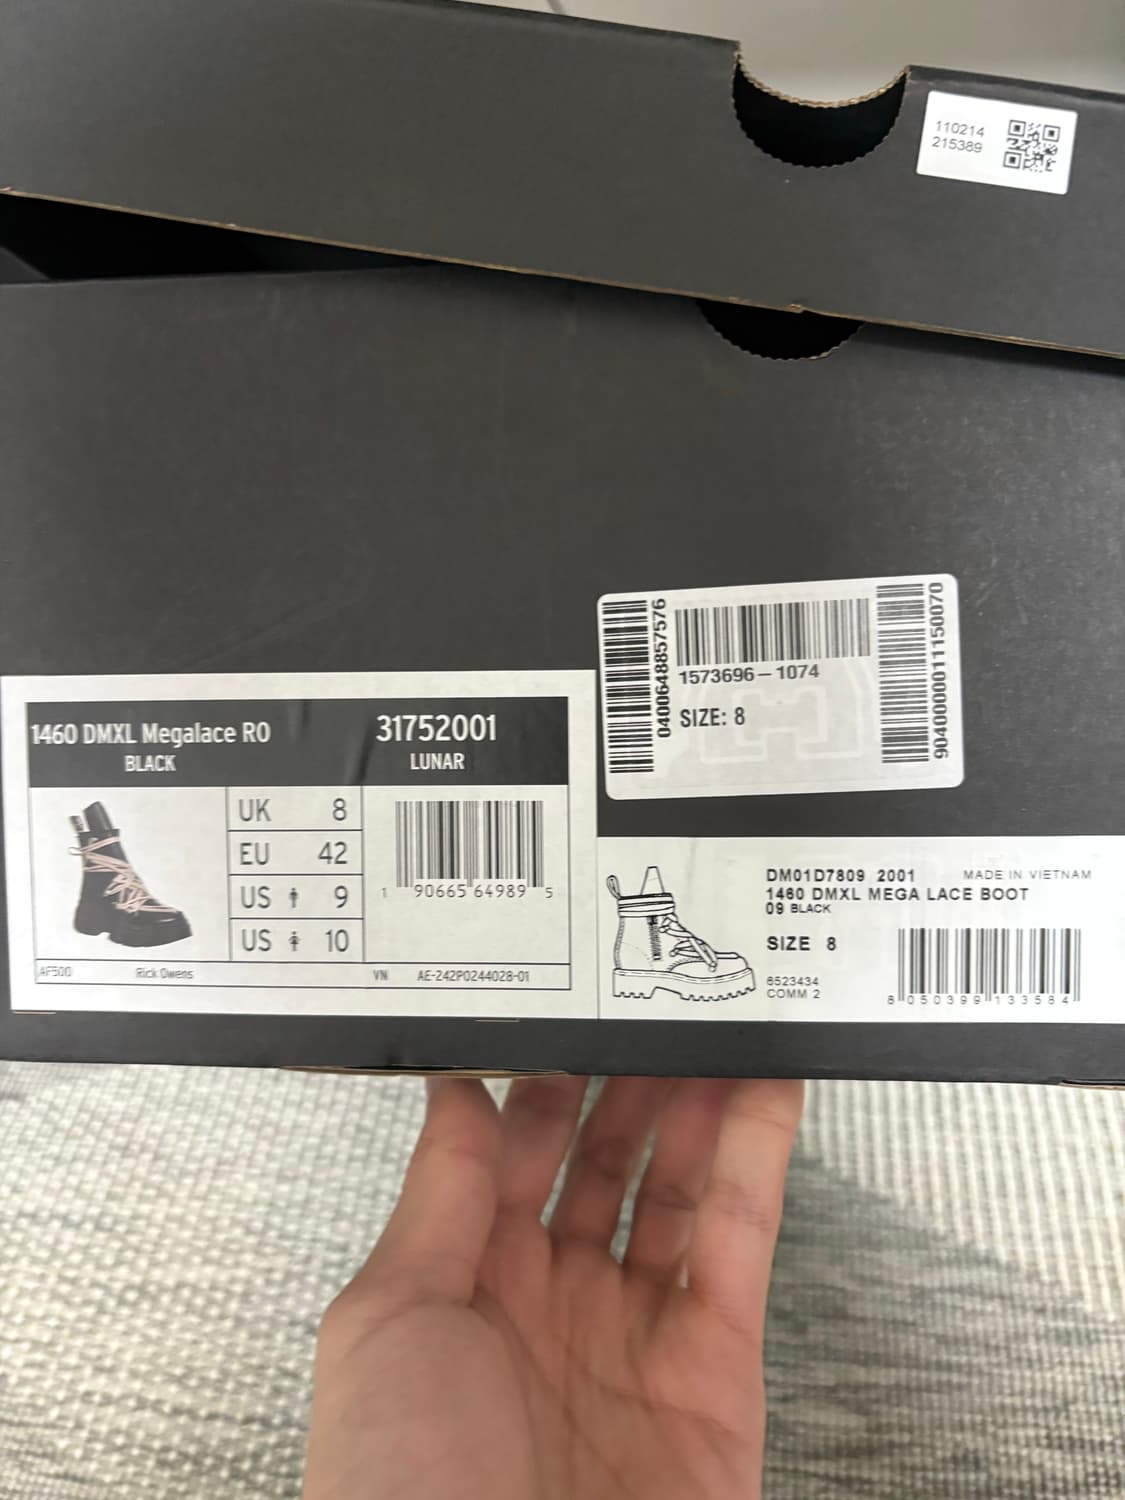 110214
215389
0400648857576
1573696-1074
SIZE: 8
9040000011150070
1460 DMXL Megalace RO
BLACK
31752001
LUNAR
UK 8
EU 42
US 9
US 10
1 90665 64989 5
AF500 Rick Owens VN AE-242P0244028-01
DM01D7809 2001 MADE IN VIETNAM
1460 DMXL MEGA LACE BOOT
09 BLACK
SIZE 8
6523434
COMM 2
8 050399 133584